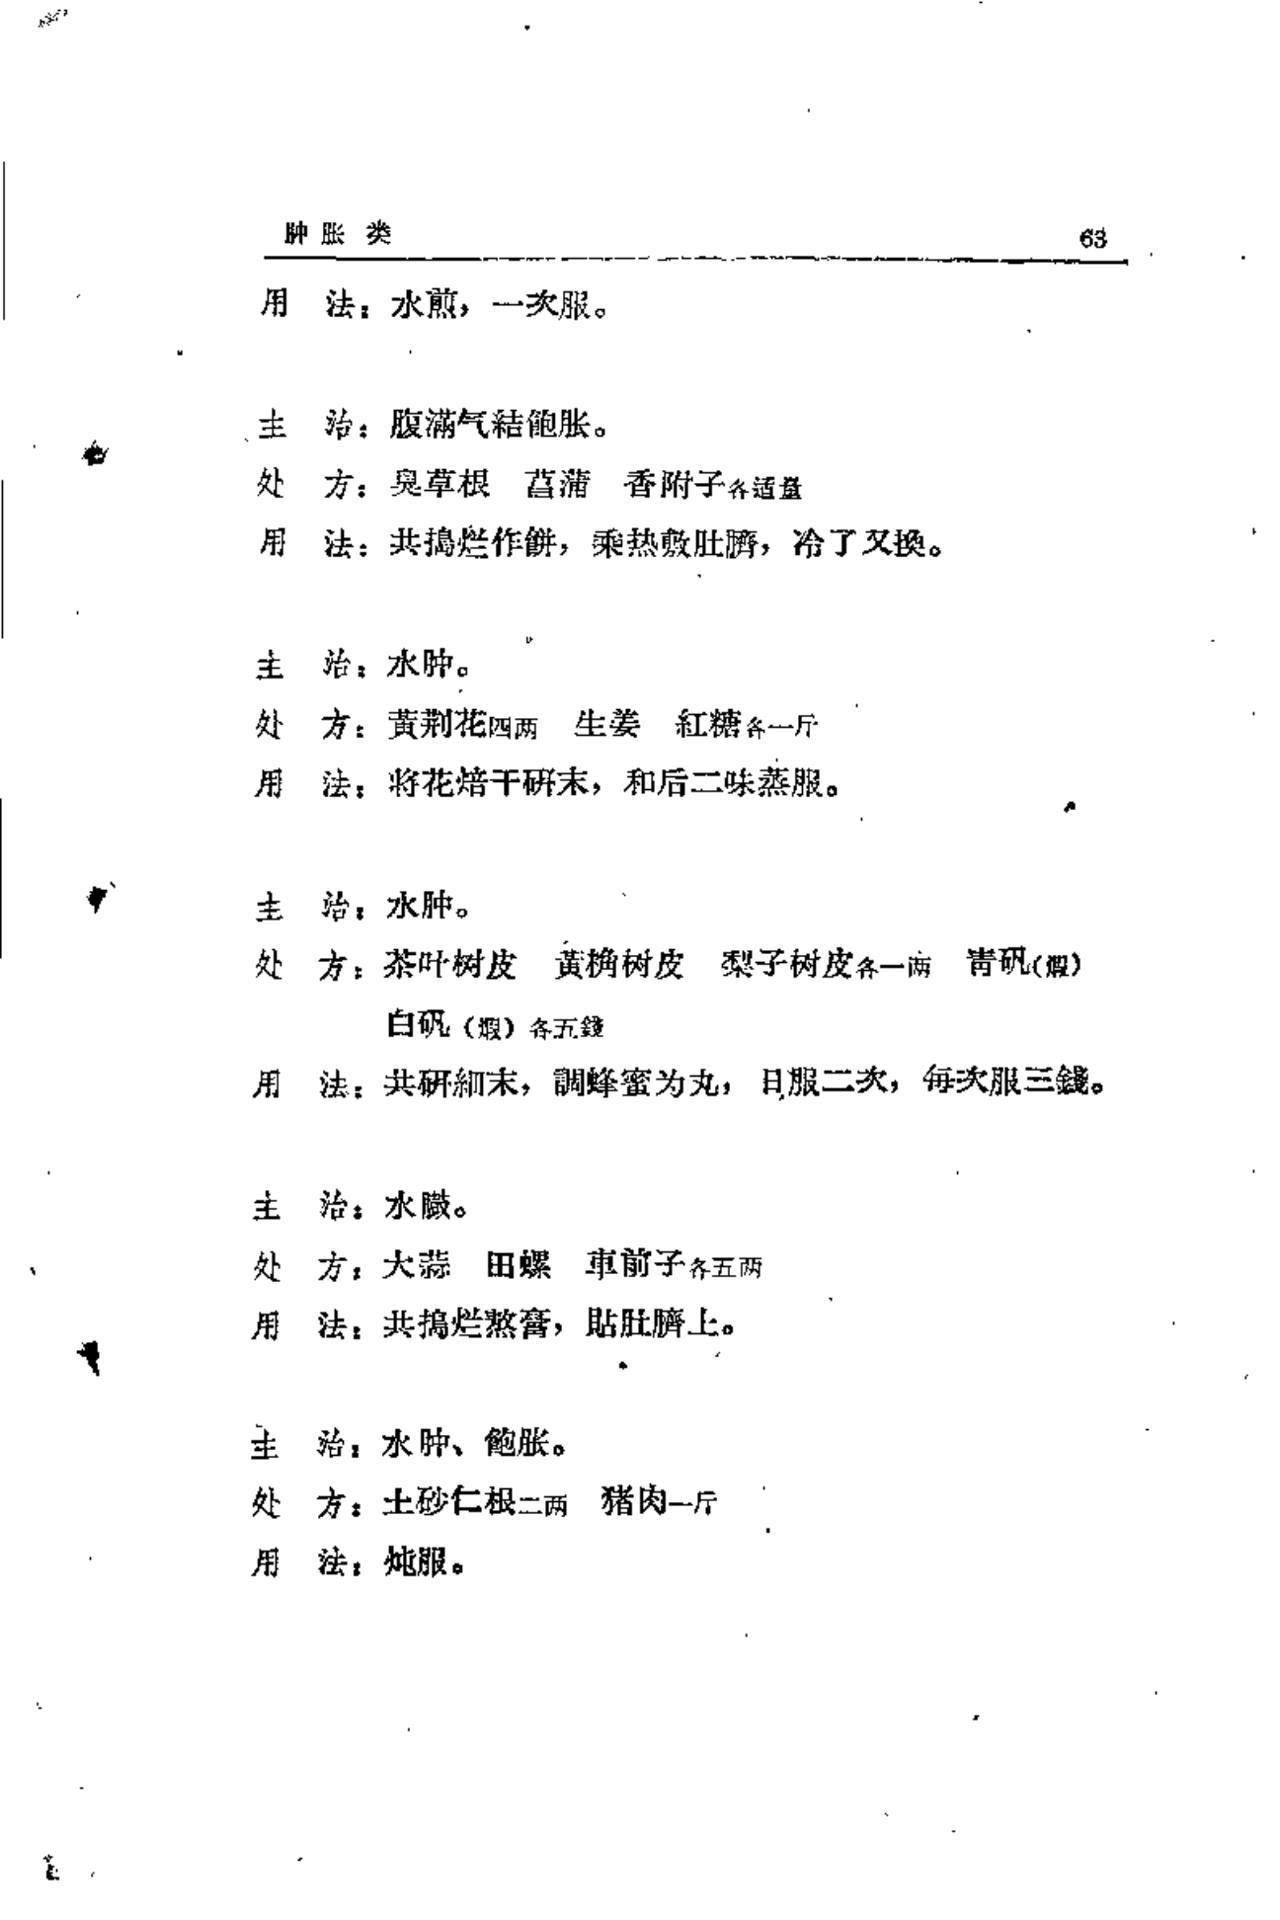 肿胀类 63
用 法：水煎，一次服。
主 治：腹滿气結飽胀。
处 方：臭草根 菖蒲 香附子各适量
用 法：共搗烂作餅，乘热敷肚臍，冷了又换。
主 治：水肿。
处 方：黃荆花四两 生姜 紅糖各一斤
用 法：将花焙干研末，和后二味蒸服。
主 治：水肿。
处 方：茶叶树皮 黃桷树皮 梨子树皮各一两 青矾(煅)
白矾（煅）各五錢
用 法：共研細末，調蜂蜜为丸，日服二次，每次服三錢。
主 治：水臌。
处 方：大蒜 田螺 車前子各五两
用 法：共搗烂熬膏，貼肚臍上。
主 治：水肿、飽胀。
处 方：土砂仁根二两 猪肉一斤
用 法：炖服。